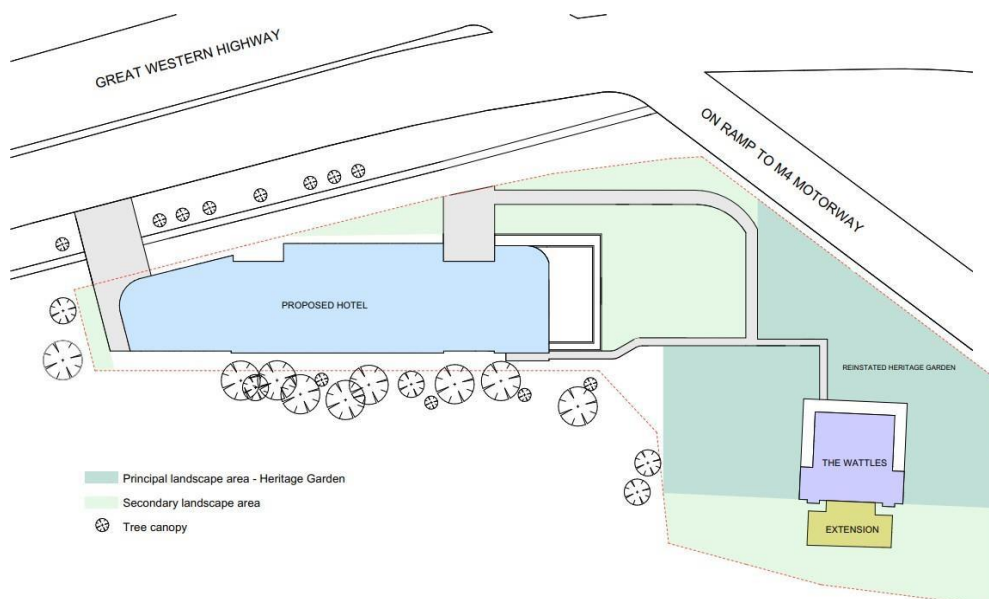 GREAT WESTERN HIGHWAY
ON RAMP TO M4 MOTORWAY
PROPOSED HOTEL
REINSTATED HERITAGE GARDEN
THE WATTLES
EXTENSION
Principal landscape area - Heritage Garden
Secondary landscape area
Tree canopy